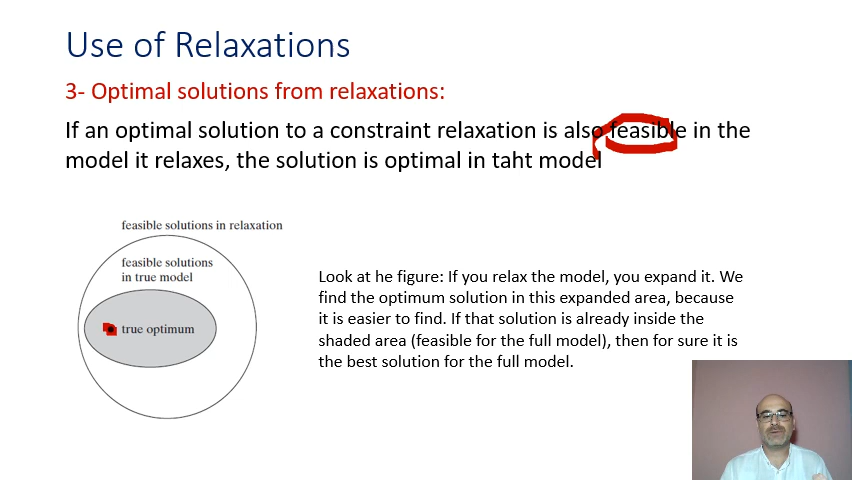 Use of Relaxations
3- Optimal solutions from relaxations:
If an optimal solution to a constraint relaxation is also feasible in the
model it relaxes, the solution is optimal in taht model
feasible solutions in relaxation
feasible solutions
in true model
true optimum
Look at he figure: If you relax the model, you expand it. We
find the optimum solution in this expanded area, because
it is easier to find. If that solution is already inside the
shaded area (feasible for the full model), then for sure it is
the best solution for the full model.